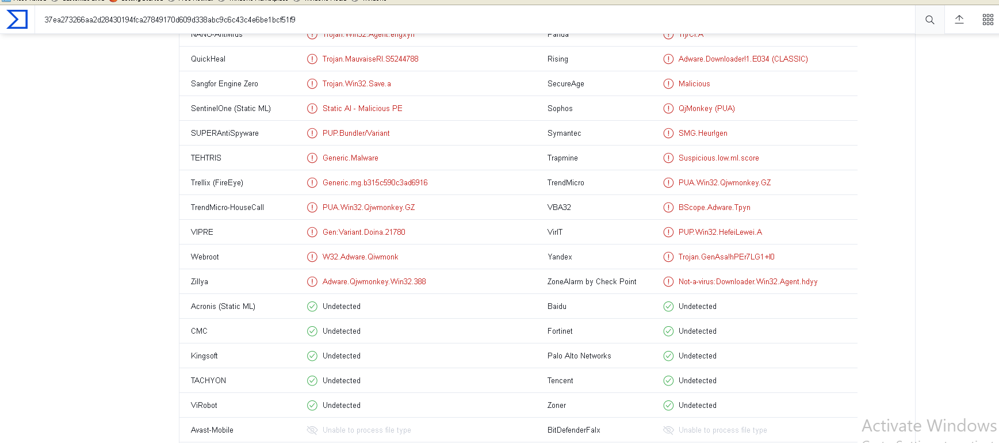 37ea273266aa2d28430194fca27849170d609d338abc9c6c43c4e6be1bcf51f9
NANO-Antivirus Trojan.Win32.Agent.engxyn Panda Trj/CI.A
QuickHeal Trojan.MauvaiseRI.S5244788 Rising Adware.Downloader!1.E034 (CLASSIC)
Sangfor Engine Zero Trojan.Win32.Save.a SecureAge Malicious
SentinelOne (Static ML) Static AI - Malicious PE Sophos QjMonkey (PUA)
SUPERAntiSpyware PUP.Bundler/Variant Symantec SMG.Heur!gen
TEHTRIS Generic.Malware Trapmine Suspicious.low.ml.score
Trellix (FireEye) Generic.mg.b315c590c3ad6916 TrendMicro PUA.Win32.Qjwmonkey.GZ
TrendMicro-HouseCall PUA.Win32.Qjwmonkey.GZ VBA32 BScope.Adware.Tpyn
VIPRE Gen:Variant.Doina.21780 VirIT PUP.Win32.HefeiLewei.A
Webroot W32.Adware.Qiwmonk Yandex Trojan.GenAsa!hPEr7LG1+I0
Zillya Adware.Qjwmonkey.Win32.388 ZoneAlarm by Check Point Not-a-virus:Downloader.Win32.Agent.hdyy
Acronis (Static ML) Undetected Baidu Undetected
CMC Undetected Fortinet Undetected
Kingsoft Undetected Palo Alto Networks Undetected
TACHYON Undetected Tencent Undetected
ViRobot Undetected Zoner Undetected
Avast-Mobile Unable to process file type BitDefenderFalx Unable to process file type
Activate Windows